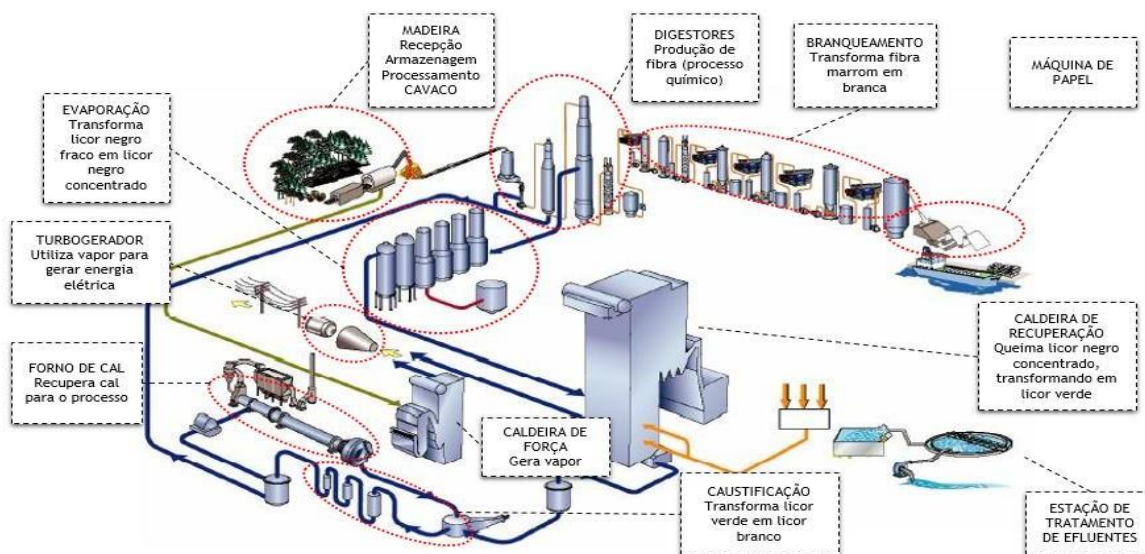 MADEIRA
Recepção
Armazenagem
Processamento
CAVACO
DIGESTORES
Produção de
fibra (processo
químico)
BRANQUEAMENTO
Transforma fibra
marrom em
branca
MÁQUINA DE
PAPEL
EVAPORAÇÃO
Transforma
licor negro
fraco em licor
negro
concentrado
TURBOGERADOR
Utiliza vapor para
gerar energia
elétrica
FORNO DE CAL
Recupera cal
para o processo
CALDEIRA DE
FORÇA
Gera vapor
CALDEIRA DE
RECUPERAÇÃO
Queima licor negro
concentrado,
transformando em
licor verde
CAUSTIFICAÇÃO
Transforma licor
verde em licor
branco
ESTAÇÃO DE
TRATAMENTO
DE EFLUENTES